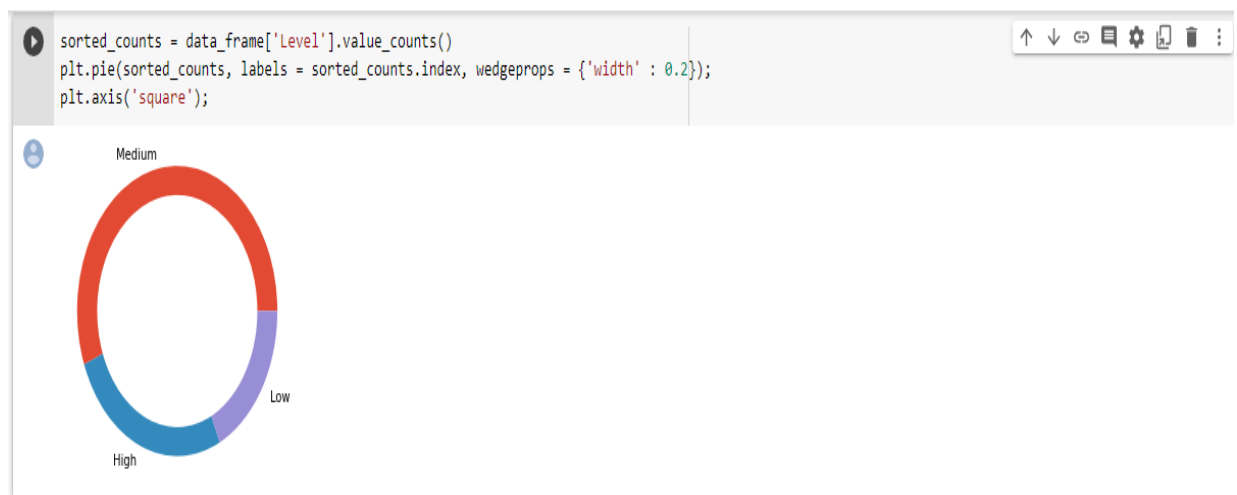 sorted_counts = data_frame['Level'].value_counts()
plt.pie(sorted_counts, labels = sorted_counts.index, wedgeprops = {'width' : 0.2});
plt.axis('square');
Medium
Low
High